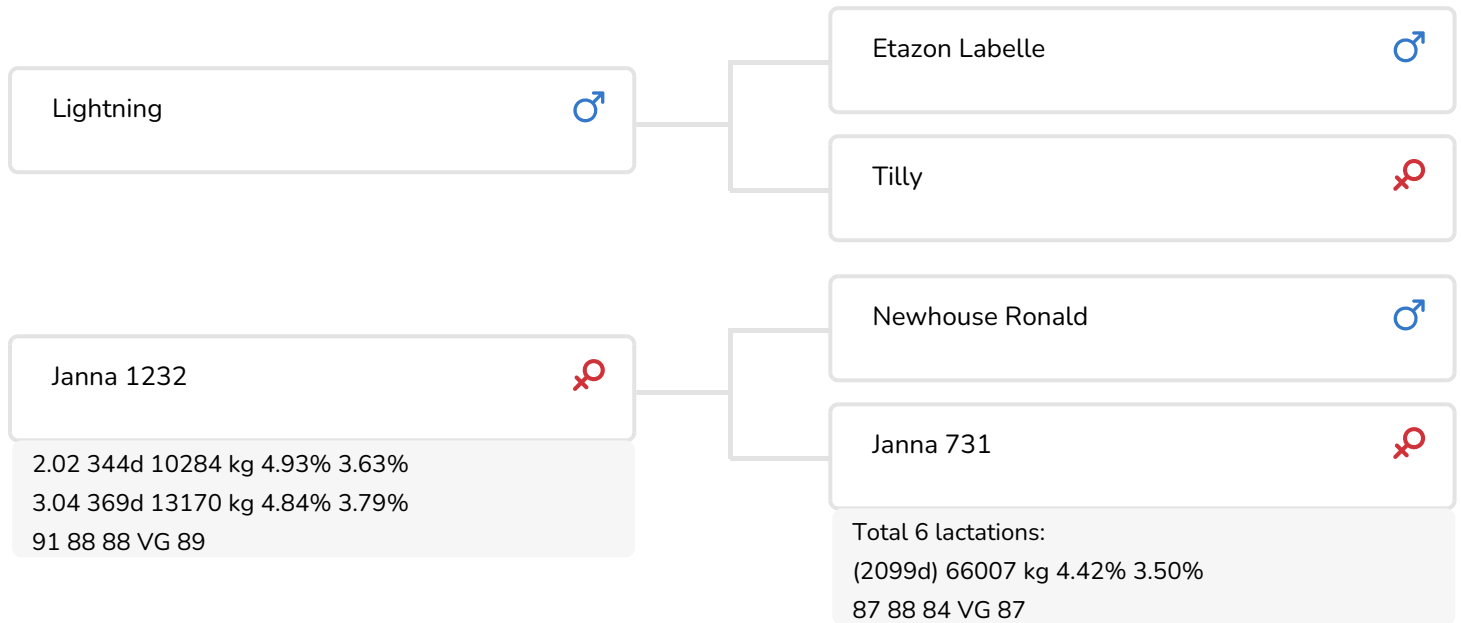 Etazon Labelle
Lightning
Tilly
Newhouse Ronald
Janna 1232
2.02 344d 10284 kg 4.93% 3.63%
3.04 369d 13170 kg 4.84% 3.79%
91 88 88 VG 89
Janna 731
Total 6 lactations:
(2099d) 66007 kg 4.42% 3.50%
87 88 84 VG 87